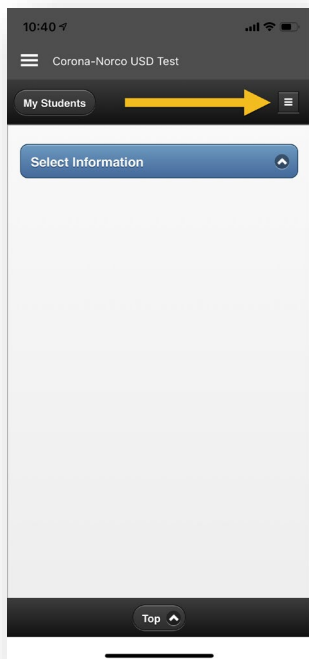 10:40
Corona-Norco USD Test
My Students
Select Information
Top